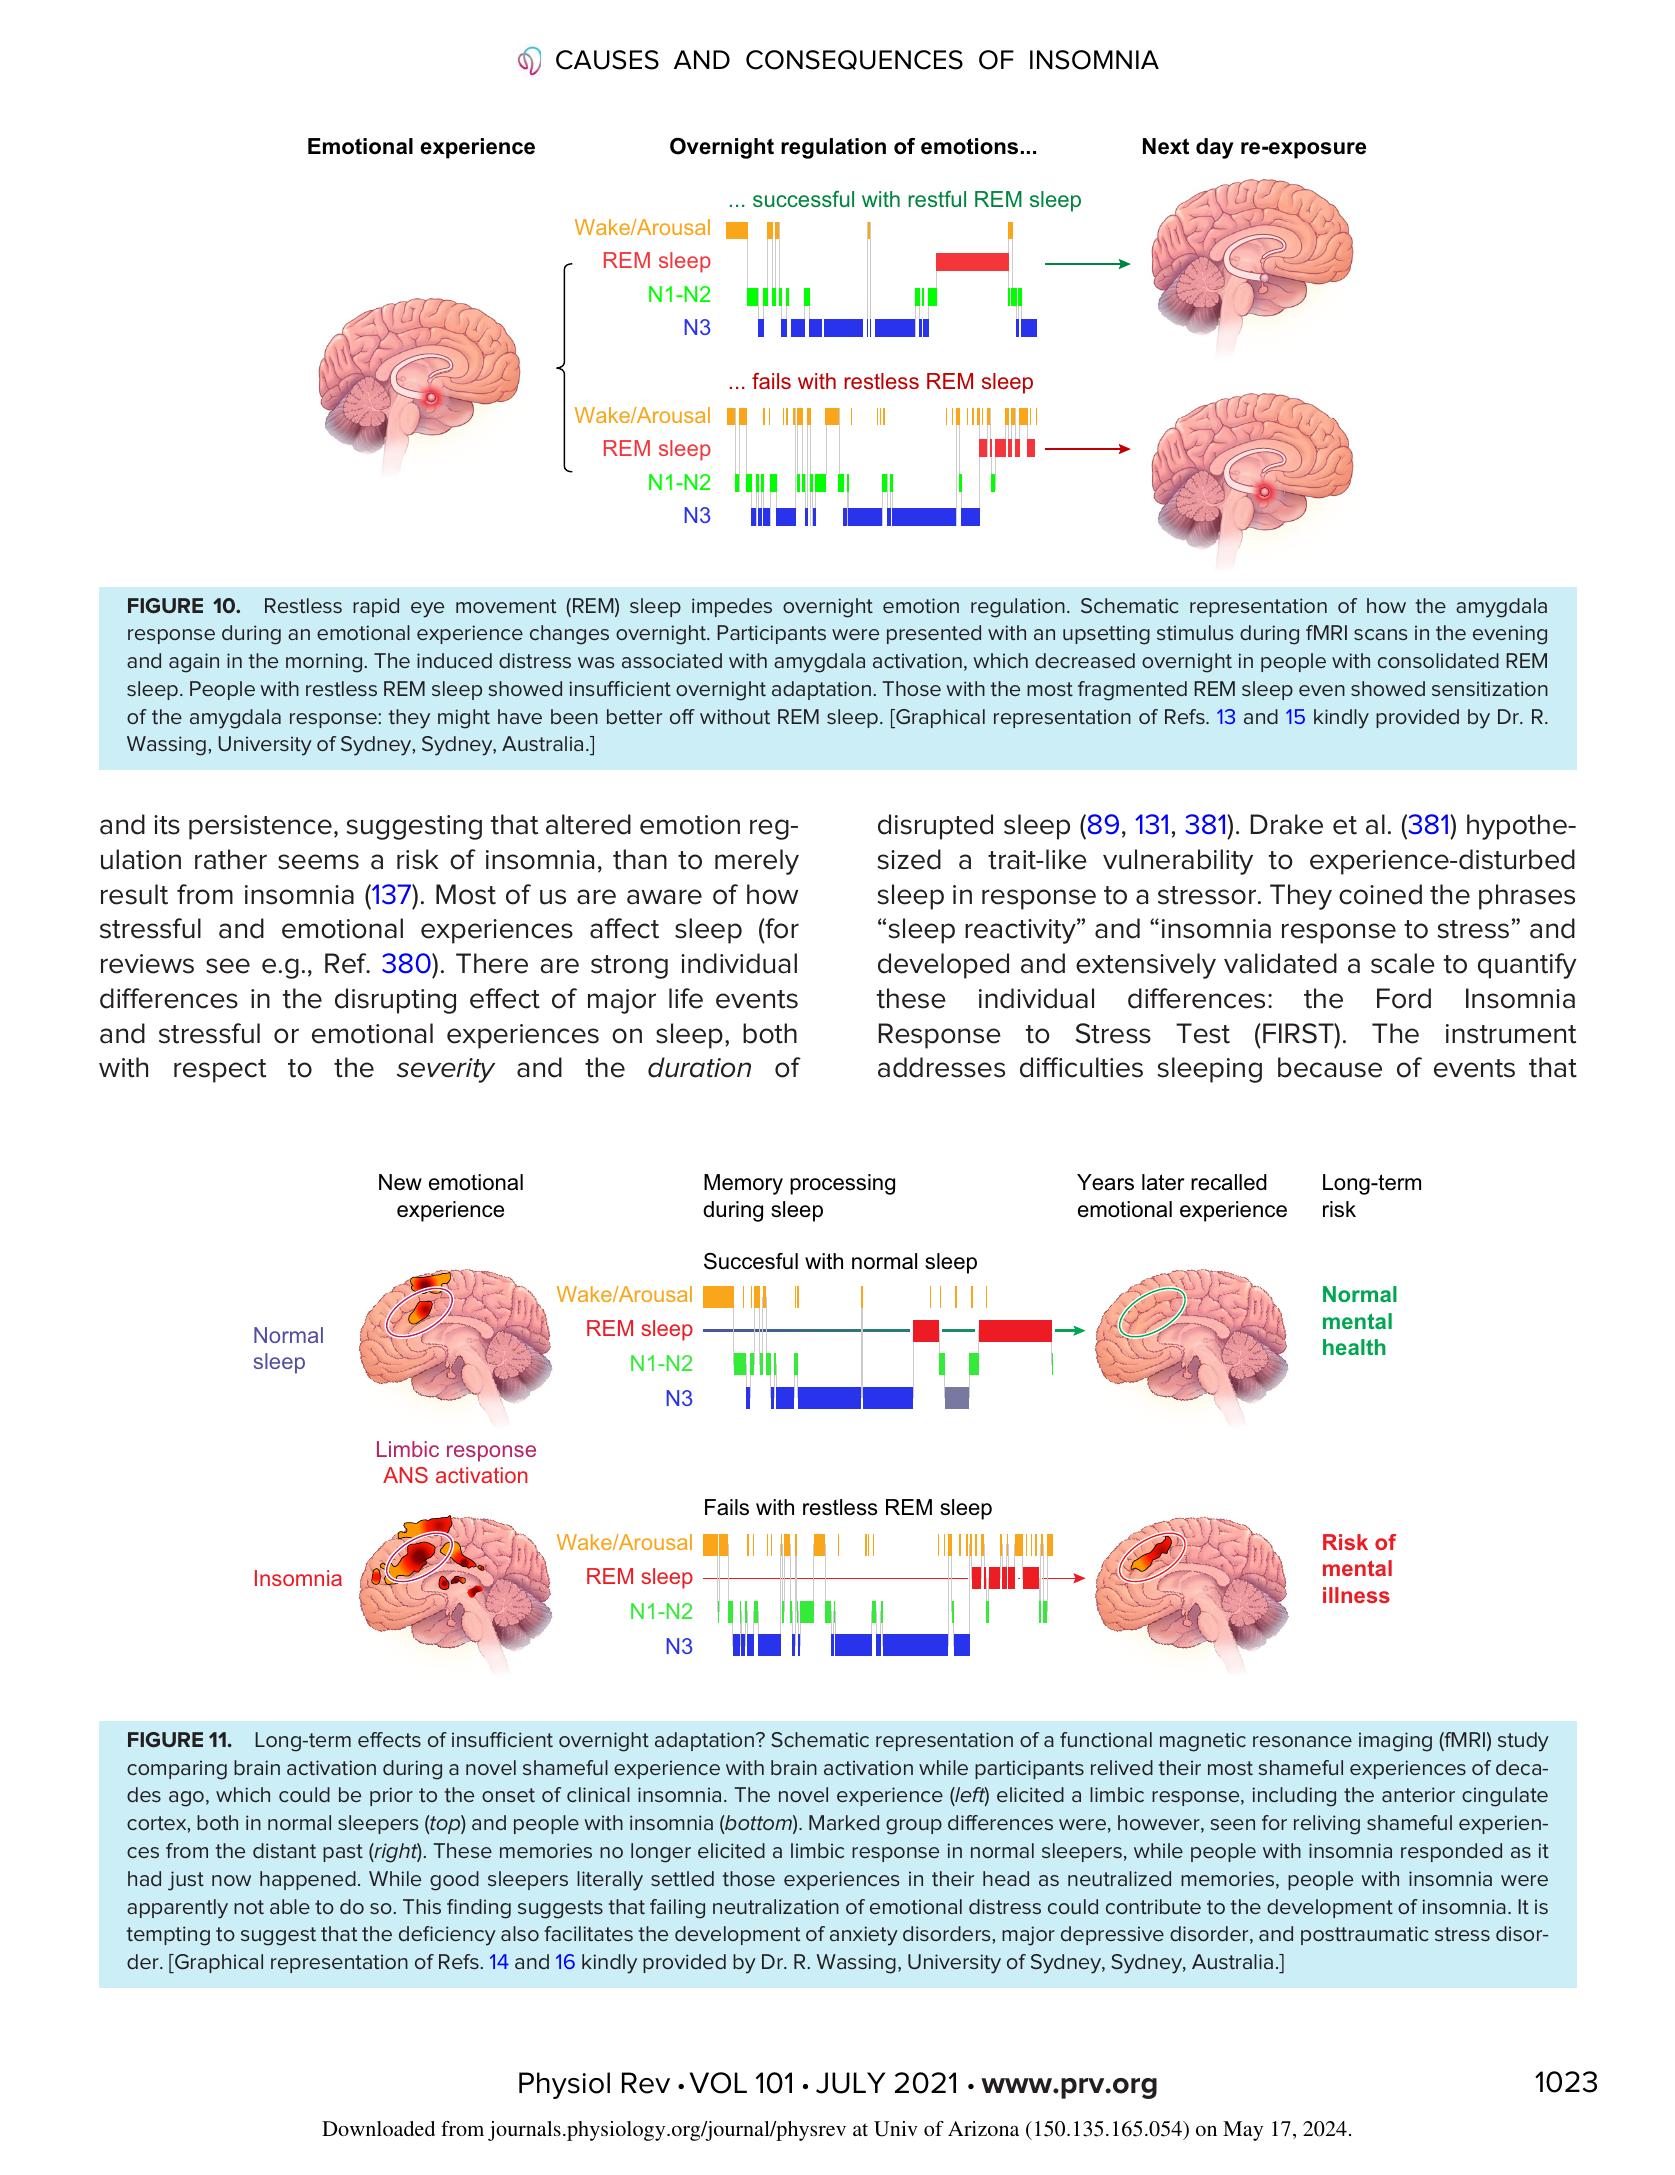 CAUSES AND CONSEQUENCES OF INSOMNIA
Emotional experience
Overnight regulation of emotions...
Next day re-exposure
... successful with restful REM sleep
Wake/Arousal
REM sleep
N1-N2
N3
... fails with restless REM sleep
Wake/Arousal
REM sleep
N1-N2
N3
FIGURE 10. Restless rapid eye movement (REM) sleep impedes overnight emotion regulation. Schematic representation of how the amygdala
response during an emotional experience changes overnight. Participants were presented with an upsetting stimulus during fMRI scans in the evening
and again in the morning. The induced distress was associated with amygdala activation, which decreased overnight in people with consolidated REM
sleep. People with restless REM sleep showed insufficient overnight adaptation. Those with the most fragmented REM sleep even showed sensitization
of the amygdala response: they might have been better off without REM sleep. [Graphical representation of Refs. 13 and 15 kindly provided by Dr. R.
Wassing, University of Sydney, Sydney, Australia.]
and its persistence, suggesting that altered emotion reg-
ulation rather seems a risk of insomnia, than to merely
result from insomnia (137). Most of us are aware of how
stressful and emotional experiences affect sleep (for
reviews see e.g., Ref. 380). There are strong individual
differences in the disrupting effect of major life events
and stressful or emotional experiences on sleep, both
with respect to the severity and the duration of
disrupted sleep (89, 131, 381). Drake et al. (381) hypothe-
sized a trait-like vulnerability to experience-disturbed
sleep in response to a stressor. They coined the phrases
“sleep reactivity” and “insomnia response to stress” and
developed and extensively validated a scale to quantify
these individual differences: the Ford Insomnia
Response to Stress Test (FIRST). The instrument
addresses difficulties sleeping because of events that
New emotional
experience
Memory processing
during sleep
Years later recalled
emotional experience
Long-term
risk
Succesful with normal sleep
Normal
sleep
Wake/Arousal
REM sleep
N1-N2
N3
Normal
mental
health
Limbic response
ANS activation
Fails with restless REM sleep
Insomnia
Wake/Arousal
REM sleep
N1-N2
N3
Risk of
mental
illness
FIGURE 11. Long-term effects of insufficient overnight adaptation? Schematic representation of a functional magnetic resonance imaging (fMRI) study
comparing brain activation during a novel shameful experience with brain activation while participants relived their most shameful experiences of deca-
des ago, which could be prior to the onset of clinical insomnia. The novel experience (left) elicited a limbic response, including the anterior cingulate
cortex, both in normal sleepers (top) and people with insomnia (bottom). Marked group differences were, however, seen for reliving shameful experien-
ces from the distant past (right). These memories no longer elicited a limbic response in normal sleepers, while people with insomnia responded as it
had just now happened. While good sleepers literally settled those experiences in their head as neutralized memories, people with insomnia were
apparently not able to do so. This finding suggests that failing neutralization of emotional distress could contribute to the development of insomnia. It is
tempting to suggest that the deficiency also facilitates the development of anxiety disorders, major depressive disorder, and posttraumatic stress disor-
der. [Graphical representation of Refs. 14 and 16 kindly provided by Dr. R. Wassing, University of Sydney, Sydney, Australia.]
Physiol Rev • VOL 101 • JULY 2021 • www.prv.org
1023
Downloaded from journals.physiology.org/journal/physrev at Univ of Arizona (150.135.165.054) on May 17, 2024.